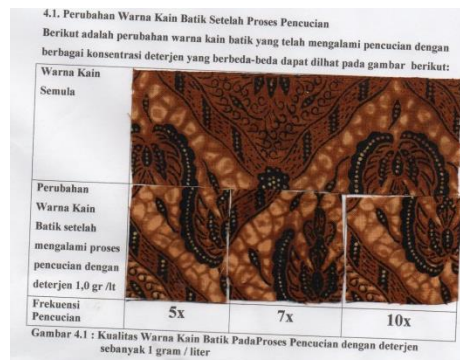 4.1. Perubahan Warna Kain Batik Setelah Proses Pencucian
Berikut adalah perubahan warna kain batik yang telah mengalami pencucian dengan
berbagai konsentrasi deterjen yang berbeda-beda dapat dilhat pada gambar berikut:
Warna Kain
Semula
Perubahan
Warna Kain
Batik setelah
mengalami proses
pencucian dengan
deterjen 1,0 gr /lt
Frekuensi
Pencucian
5x
7x
10x
Gambar 4.1 : Kualitas Warna Kain Batik PadaProses Pencucian dengan deterjen
sebanyak 1 gram / liter